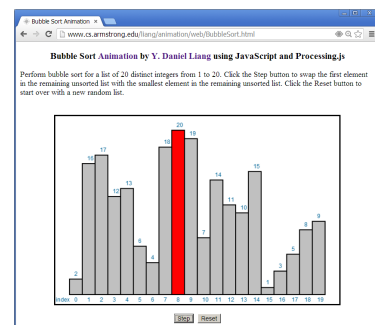 Bubble Sort Animation
www.cs.armstrong.edu/liang/animation/web/BubbleSort.html
Bubble Sort Animation by Y. Daniel Liang using JavaScript and Processing.js
Perform bubble sort for a list of 20 distinct integers from 1 to 20. Click the Step button to swap the first element
in the remaining unsorted list with the smallest element in the remaining unsorted list. Click the Reset button to
start over with a new random list.
2 16 17 12 13 6 4 18 20 19 7 14 11 10 15 1 3 5 8 9
index 0 1 2 3 4 5 6 7 8 9 10 11 12 13 14 15 16 17 18 19
Step Reset